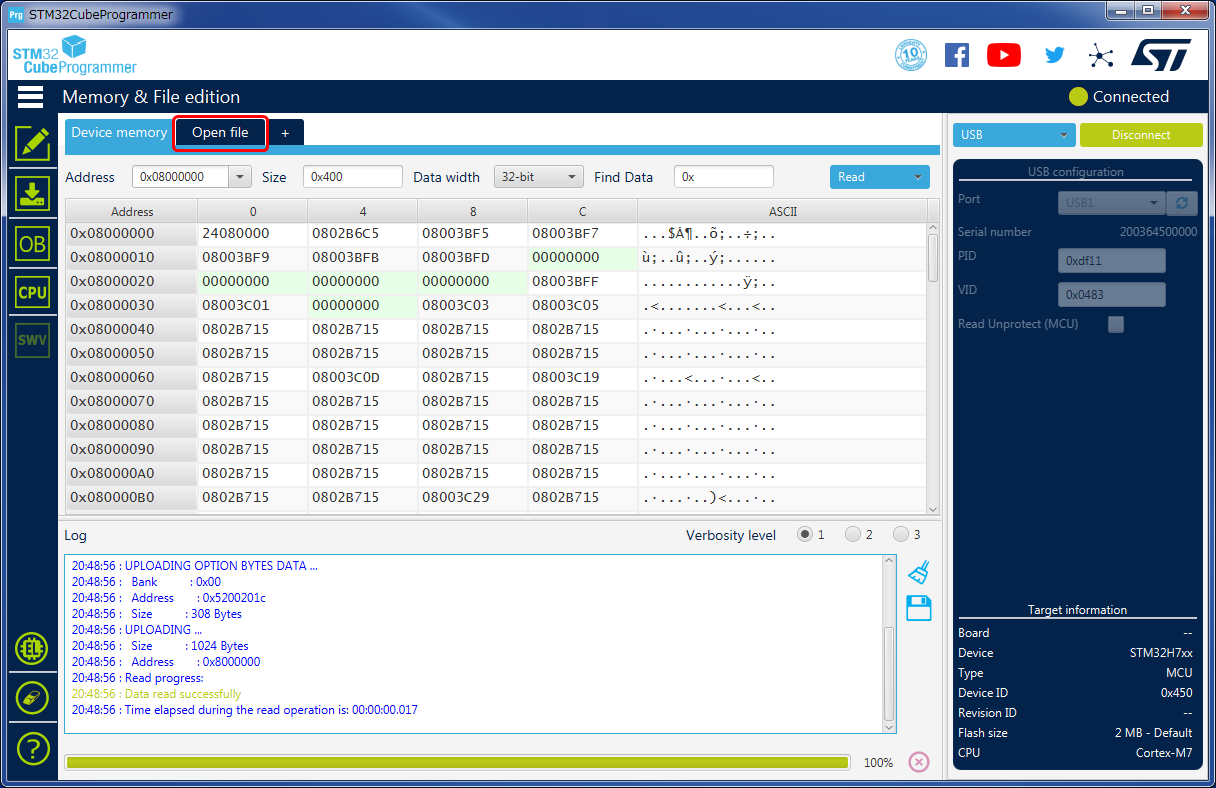 Prg STM32CubeProgrammer
STM32
CubeProgrammer
10
Memory & File edition
Connected
Device memory Open file +
USB Disconnect
Address 0x08000000 Size 0x400 Data width 32-bit Find Data 0x Read
Address 0 4 8 C ASCII
0x08000000 24080000 0802B6C5 08003BF5 08003BF7 ...$Å¶..õ;..÷;..
0x08000010 08003BF9 08003BFB 08003BFD 00000000 ù;..û;..ý;......
0x08000020 00000000 00000000 00000000 08003BFF ............ÿ;..
0x08000030 08003C01 00000000 08003C03 08003C05 .<.......<...<..
0x08000040 0802B715 0802B715 0802B715 0802B715 .·...·...·...·..
0x08000050 0802B715 0802B715 0802B715 0802B715 .·...·...·...·..
0x08000060 0802B715 08003C0D 0802B715 08003C19 .·...<...·...<..
0x08000070 0802B715 0802B715 0802B715 0802B715 .·...·...·...·..
0x08000080 0802B715 0802B715 0802B715 0802B715 .·...·...·...·..
0x08000090 0802B715 0802B715 0802B715 0802B715 .·...·...·...·..
0x080000A0 0802B715 0802B715 0802B715 0802B715 .·...·...·...·..
0x080000B0 0802B715 0802B715 08003C29 0802B715 .·...·..)<...·..
OB
CPU
SWV
Log
Verbosity level 1 2 3
20:48:56 : UPLOADING OPTION BYTES DATA ...
20:48:56 : Bank : 0x00
20:48:56 : Address : 0x5200201c
20:48:56 : Size : 308 Bytes
20:48:56 : UPLOADING ...
20:48:56 : Size : 1024 Bytes
20:48:56 : Address : 0x8000000
20:48:56 : Read progress:
20:48:56 : Data read successfully
20:48:56 : Time elapsed during the read operation is: 00:00:00.017
100%
USB configuration
Port USB1
Serial number 200364500000
PID 0xdf11
VID 0x0483
Read Unprotect (MCU)
Target information
Board --
Device STM32H7xx
Type MCU
Device ID 0x450
Revision ID --
Flash size 2 MB - Default
CPU Cortex-M7